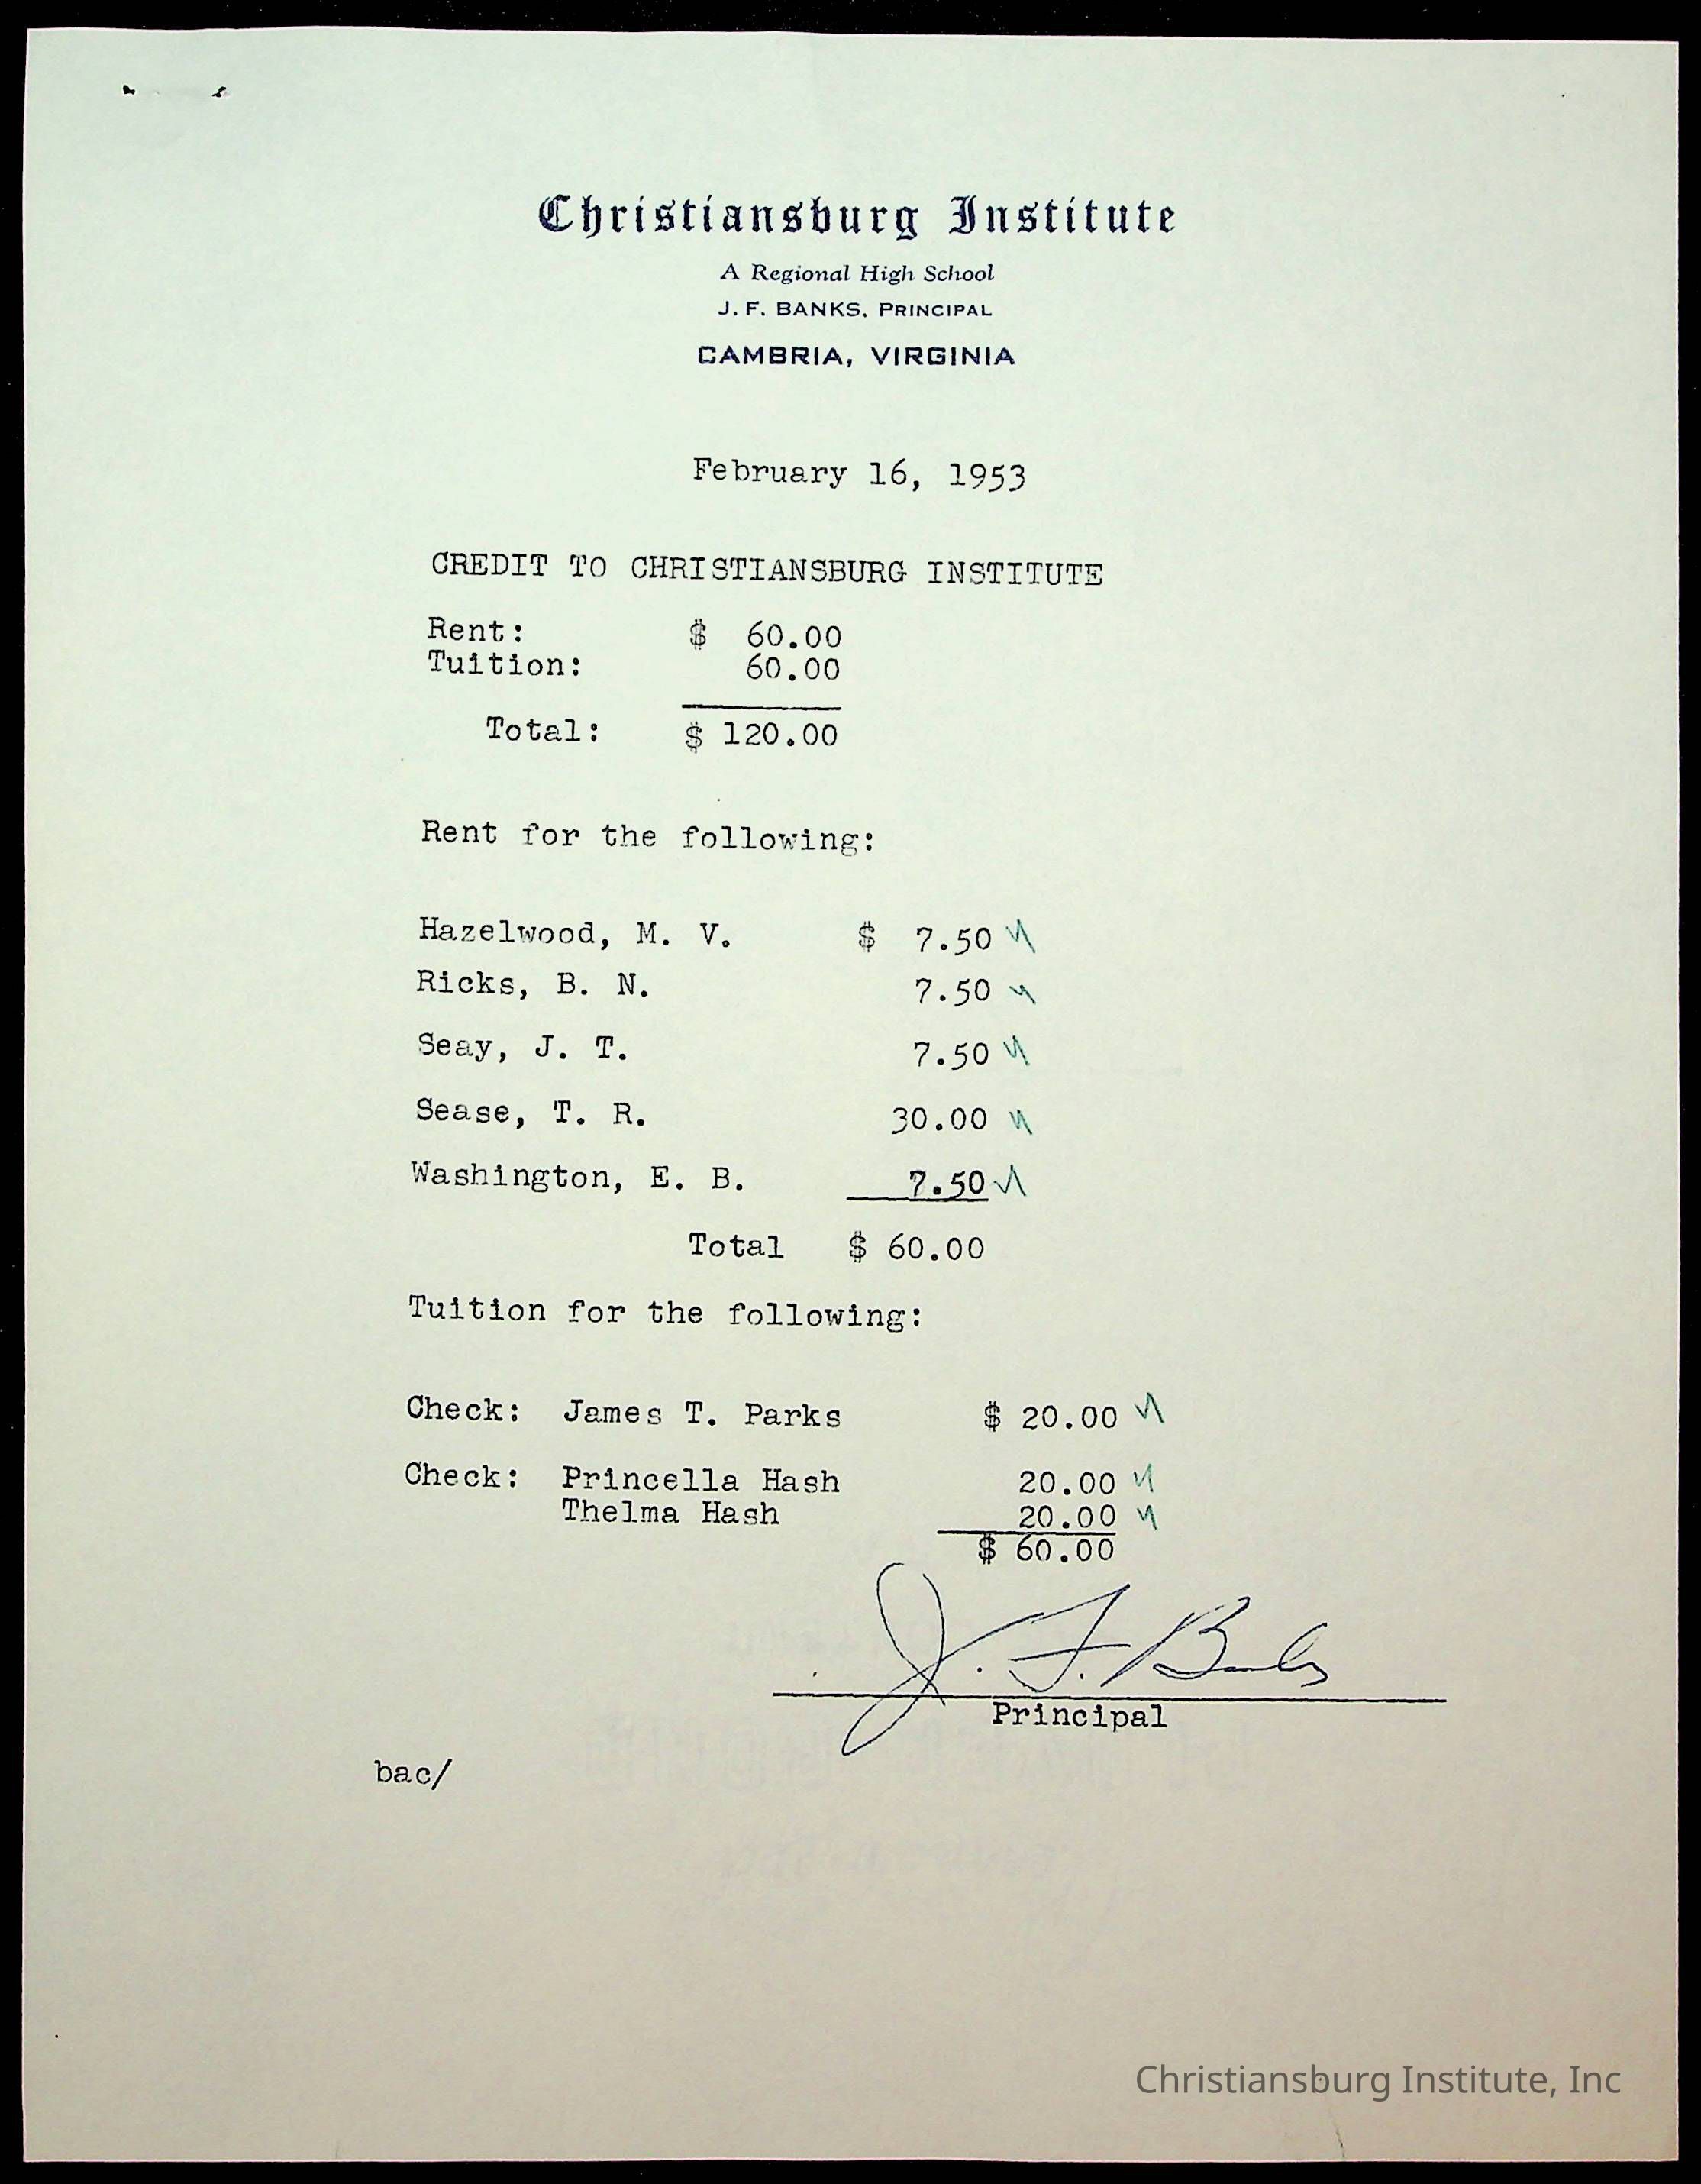 Christiansburg Institute
A Regional High School
J. F. BANKS, PRINCIPAL
CAMBRIA, VIRGINIA
February 16, 1953
CREDIT TO CHRISTIANSBURG INSTITUTE
Rent: $ 60.00
Tuition: 60.00
Total: $ 120.00
Rent for the following:
Hazelwood, M. V. $ 7.50
Ricks, B. N. 7.50
Seay, J. T. 7.50
Sease, T. R. 30.00
Washington, E. B. 7.50
Total $ 60.00
Tuition for the following:
Check: James T. Parks $ 20.00
Check: Princella Hash 20.00
Thelma Hash 20.00
$ 60.00
J. F. Banks
Principal
bac/
Christiansburg Institute, Inc